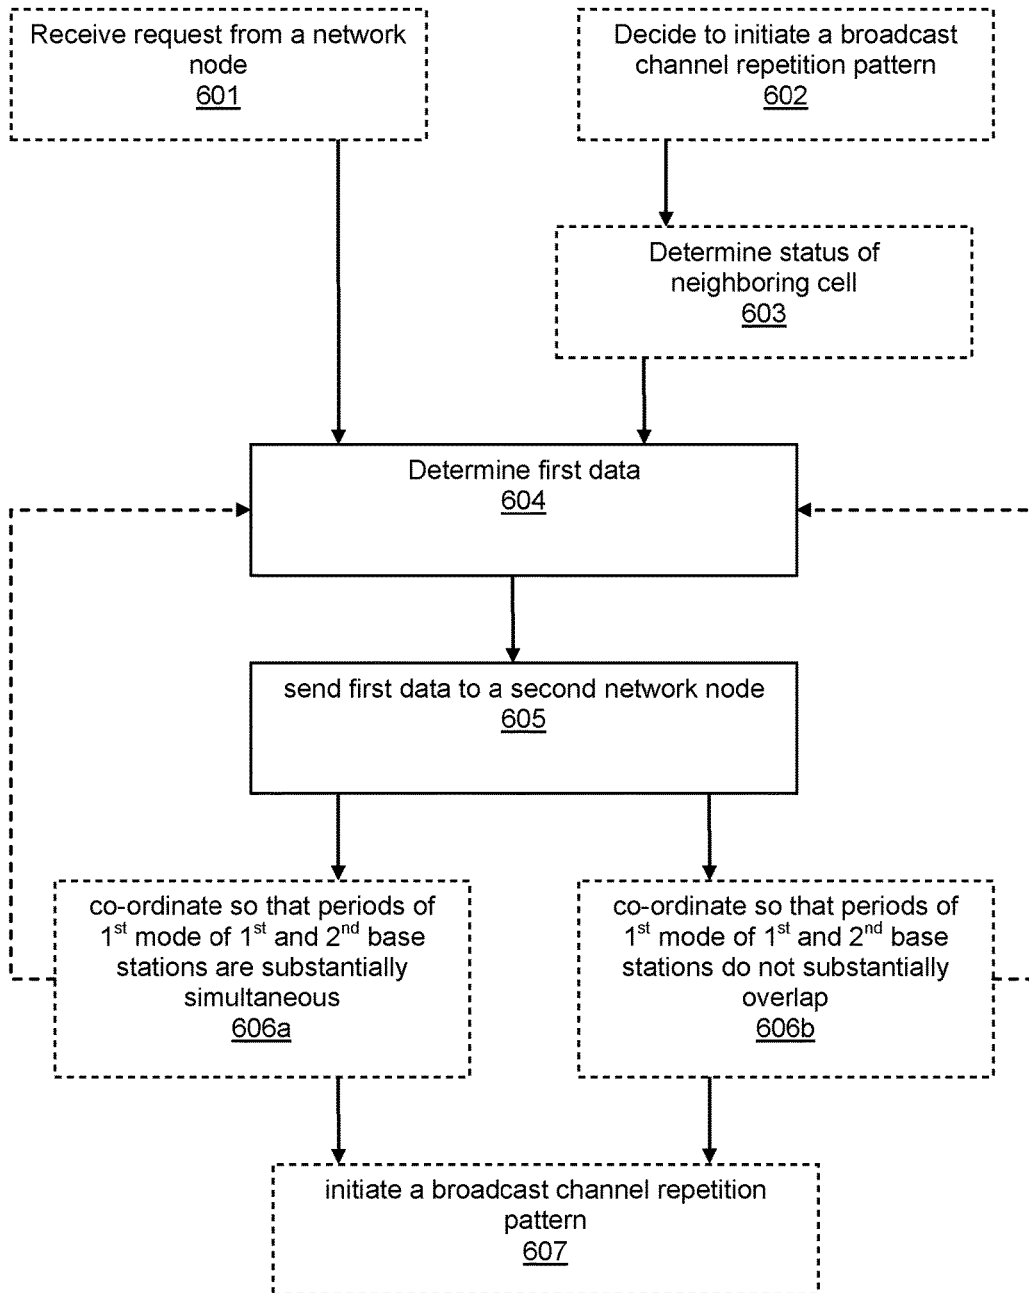 Receive request from a network
node
601
Decide to initiate a broadcast
channel repetition pattern
602
Determine status of
neighboring cell
603
Determine first data
604
send first data to a second network node
605
co-ordinate so that periods of
1st mode of 1st and 2nd base
stations are substantially
simultaneous
606a
co-ordinate so that periods of
1st mode of 1st and 2nd base
stations do not substantially
overlap
606b
initiate a broadcast channel repetition
pattern
607